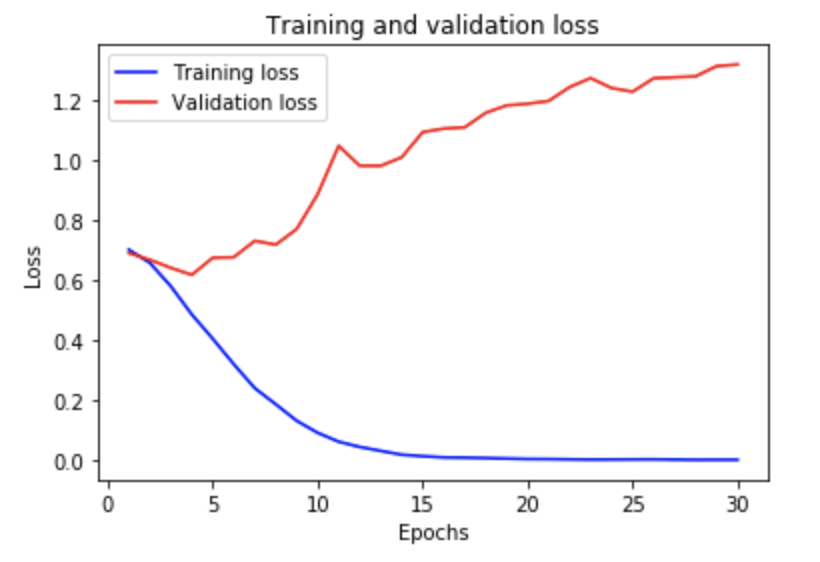 Training and validation loss
Training loss
Validation loss
1.2
1.0
0.8
0.6
0.4
0.2
0.0
Loss
0 5 10 15 20 25 30
Epochs